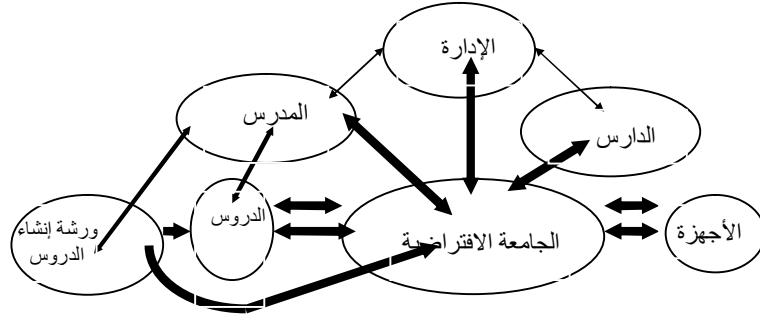 الإدارة
المدرس
الدارس
ورشة إنشاء
الدروس
الدروس
الجامعة الافتراضية
الأجهزة